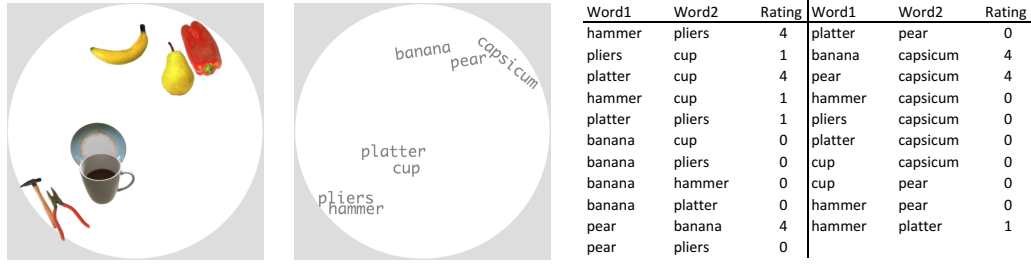 banana
pear
capsicum
platter
cup
pliers
hammer
Word1 Word2 Rating Word1 Word2 Rating
hammer pliers 4 platter pear 0
pliers cup 1 banana capsicum 4
platter cup 4 pear capsicum 4
hammer cup 1 hammer capsicum 0
platter pliers 1 pliers capsicum 0
banana cup 0 platter capsicum 0
banana pliers 0 cup capsicum 0
banana hammer 0 cup pear 0
banana platter 0 hammer pear 0
pear banana 4 hammer platter 1
pear pliers 0